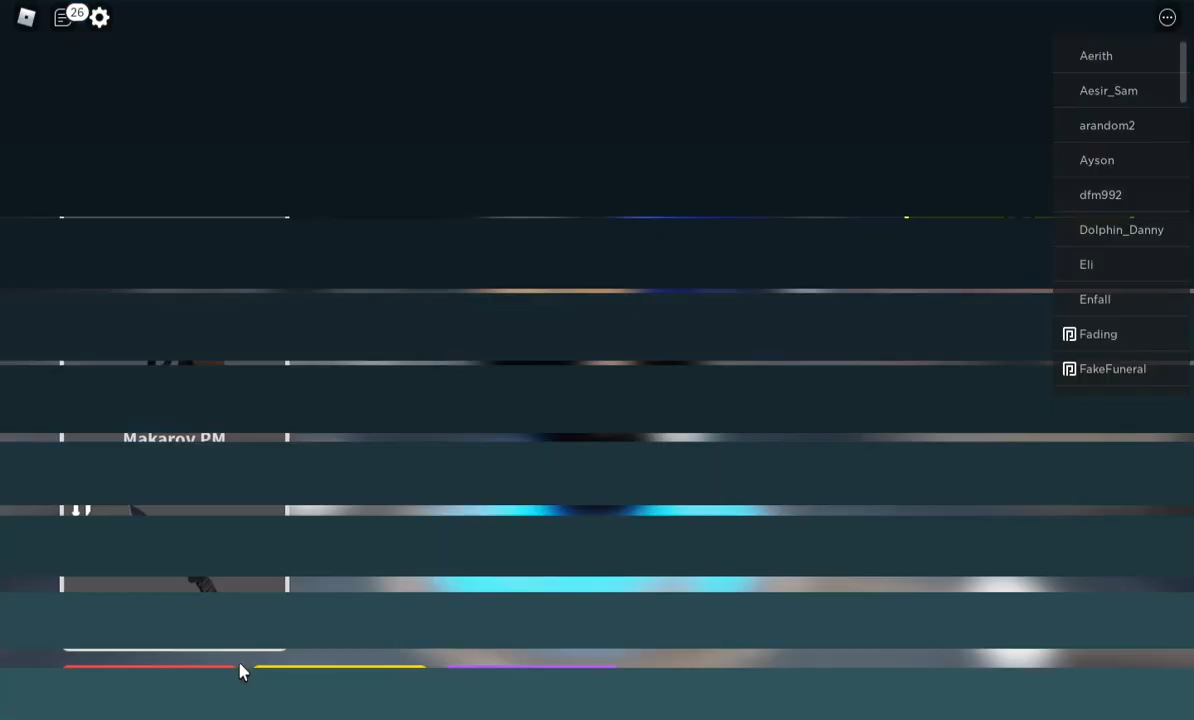 26
Aerith
Aesir_Sam
arandom2
Ayson
dfm992
Dolphin_Danny
Eli
Enfall
Fading
FakeFuneral
Makarov PM